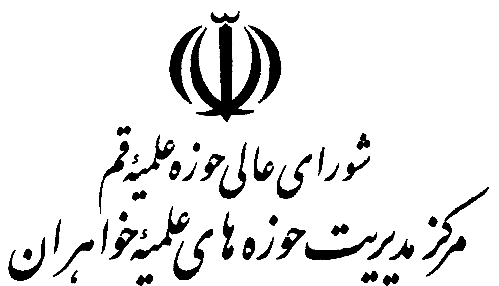 شورای عالی حوزه علمیهٔ قم
مرکز مدیریت حوزه های علمیهٔ خواهران